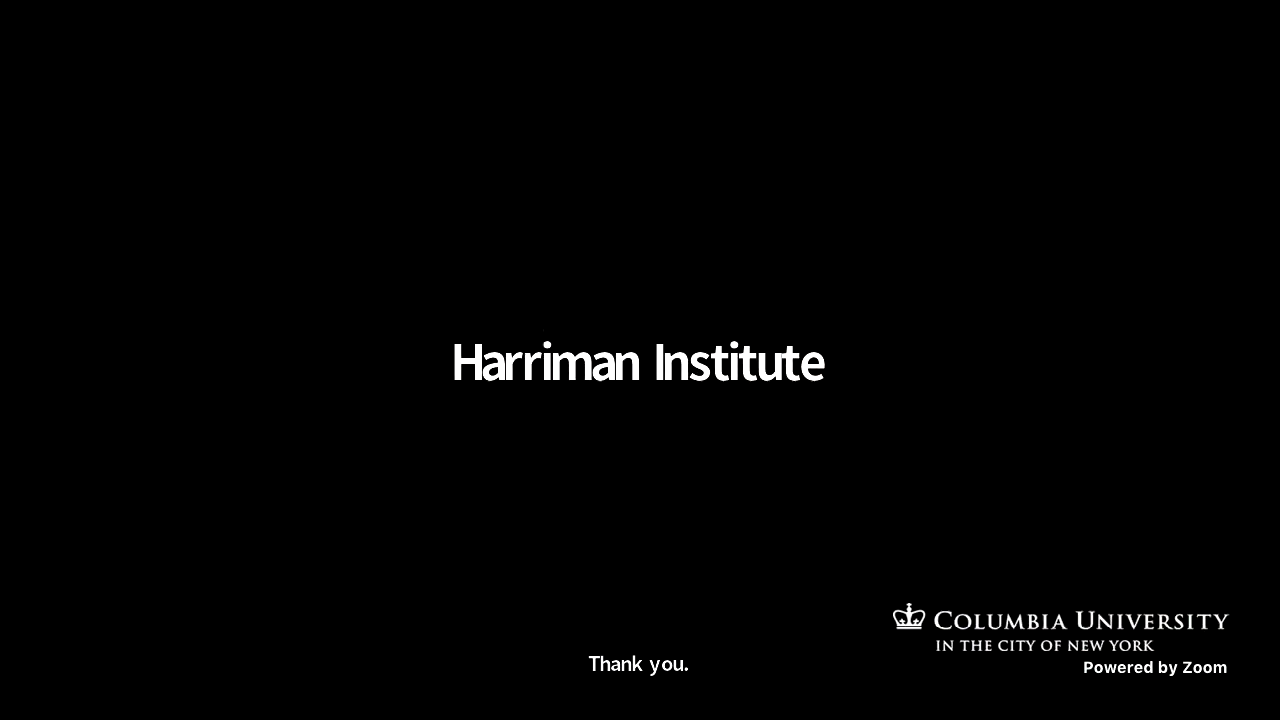 Harriman Institute
COLUMBIA UNIVERSITY
IN THE CITY OF NEW YORK
Thank you.
Powered by Zoom